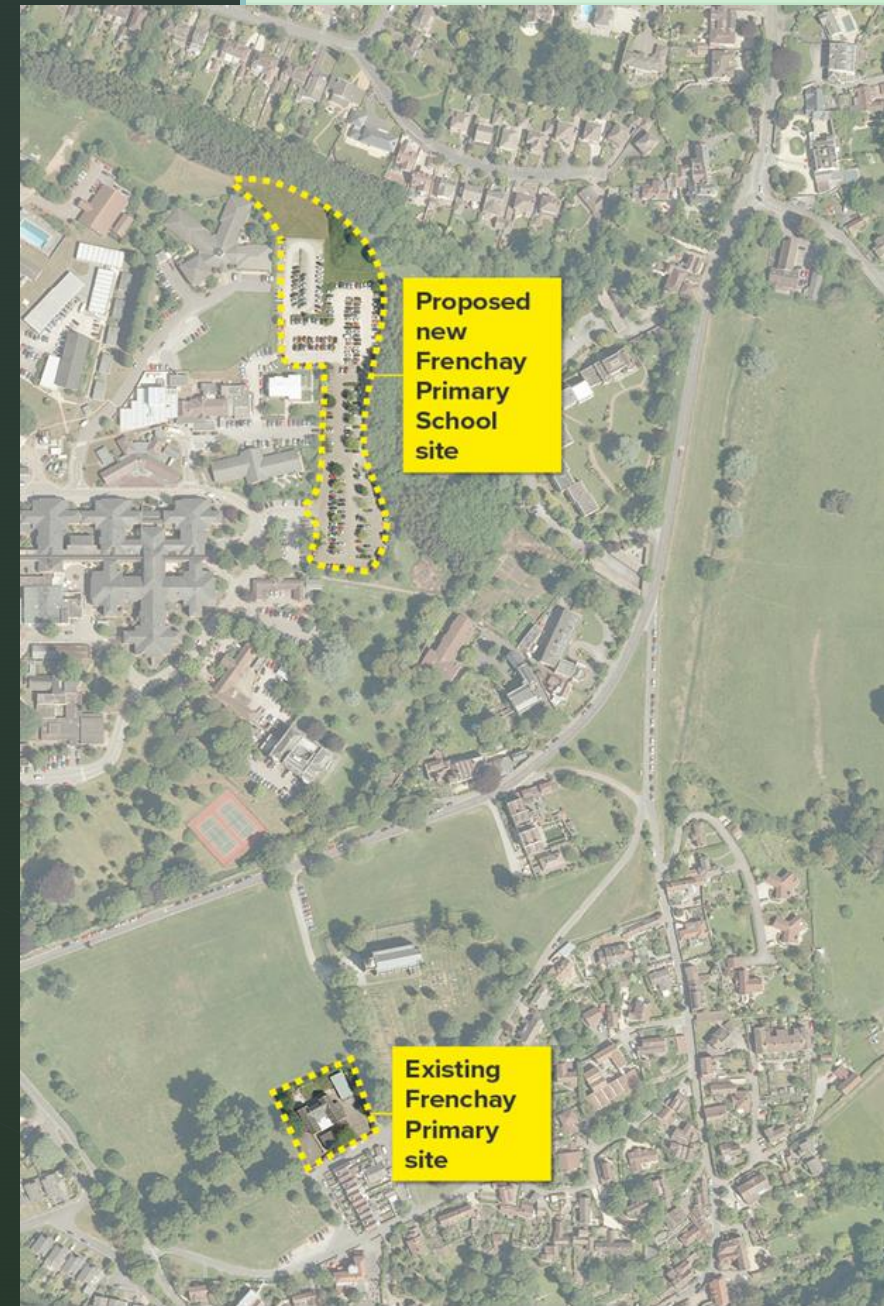 Proposed
new
Frenchay
Primary
School
site
Existing
Frenchay
Primary
site